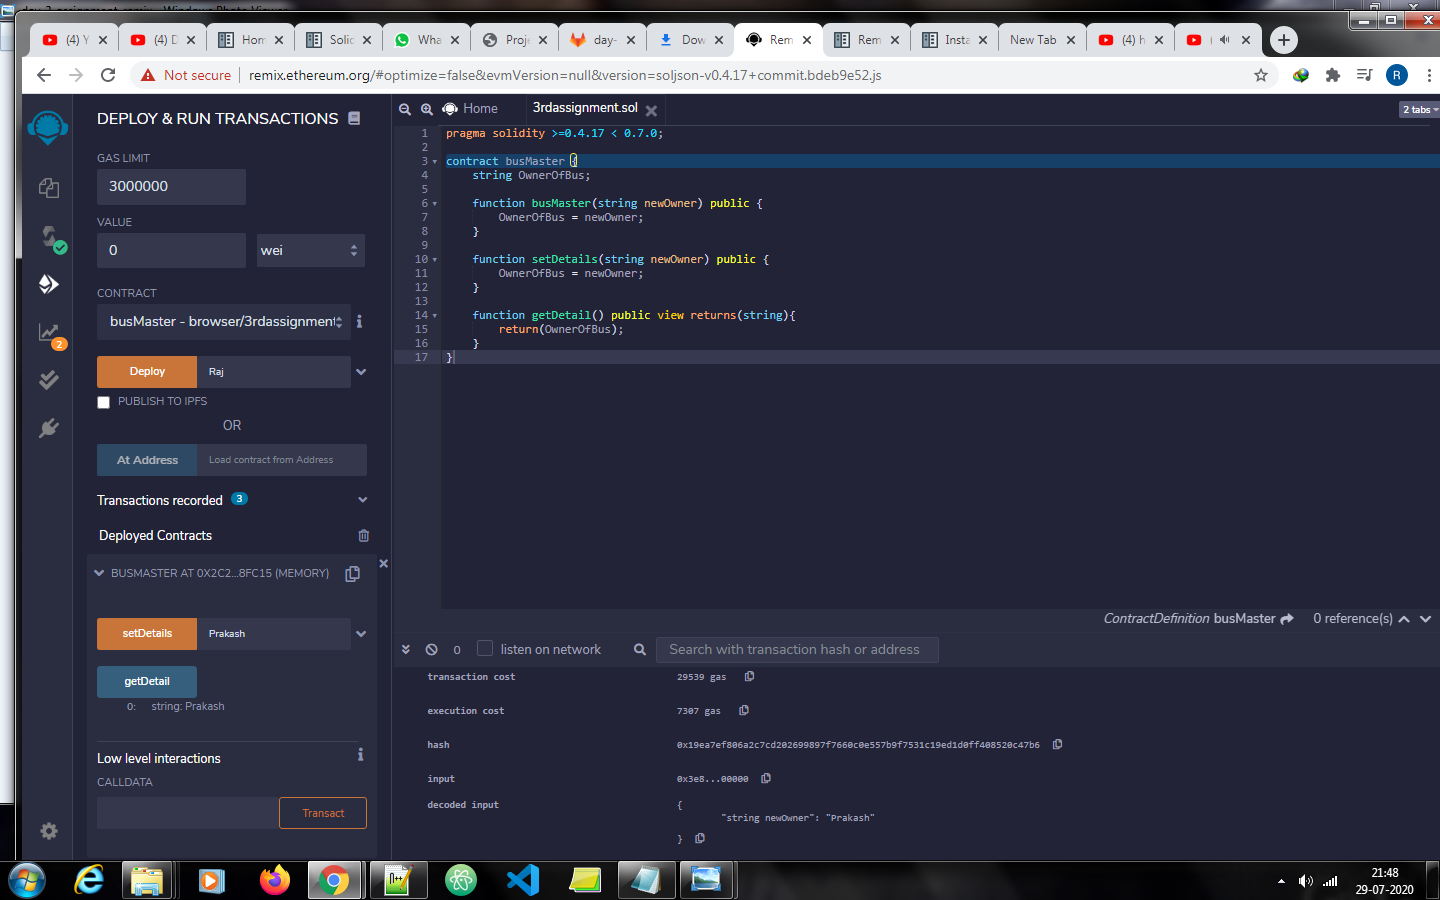 (4) Y
(4) D
Hom
Solid
Wha
Proje
day-
Dow
Rem
Rem
Insta
New Tab
(4) h
Not secure
remix.ethereum.org/#optimize=false&evmVersion=null&version=soljson-v0.4.17+commit.bdeb9e52.js
R
DEPLOY & RUN TRANSACTIONS
Home
3rdassignment.sol
2 tabs
GAS LIMIT
3000000
VALUE
0
wei
CONTRACT
busMaster - browser/3rdassignment
Deploy
Raj
PUBLISH TO IPFS
OR
At Address
Load contract from Address
Transactions recorded 3
Deployed Contracts
BUSMASTER AT 0X2C2...8FC15 (MEMORY)
setDetails
Prakash
getDetail
0: string: Prakash
Low level interactions
CALLDATA
Transact
2
1 pragma solidity >=0.4.17 < 0.7.0;
2
3 contract busMaster {
4 string OwnerOfBus;
5
6 function busMaster(string newOwner) public {
7 OwnerOfBus = newOwner;
8 }
9
10 function setDetails(string newOwner) public {
11 OwnerOfBus = newOwner;
12 }
13
14 function getDetail() public view returns(string){
15 return(OwnerOfBus);
16 }
17 }
ContractDefinition busMaster
0 reference(s)
0
listen on network
Search with transaction hash or address
transaction cost 29539 gas
execution cost 7307 gas
hash 0x19ea7ef806a2c7cd202699897f7660c0e557b9f7531c19ed1d0ff408520c47b6
input 0x3e8...00000
decoded input {
"string newOwner": "Prakash"
}
21:48
29-07-2020